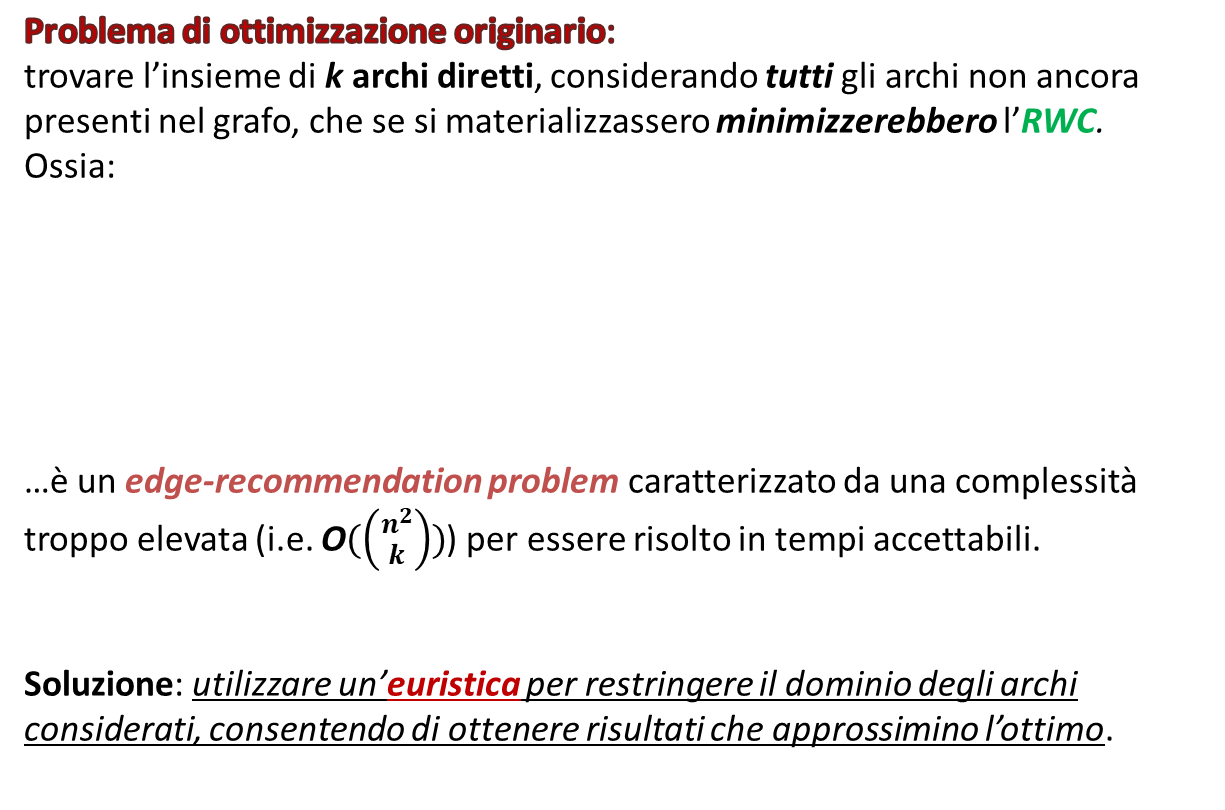 Problema di ottimizzazione originario:
trovare l’insieme di k archi diretti, considerando tutti gli archi non ancora
presenti nel grafo, che se si materializzassero minimizzerebbero l’RWC.
Ossia:
…è un edge-recommendation problem caratterizzato da una complessità
troppo elevata (i.e. O((n² k))) per essere risolto in tempi accettabili.
Soluzione: utilizzare un’euristica per restringere il dominio degli archi
considerati, consentendo di ottenere risultati che approssimino l’ottimo.